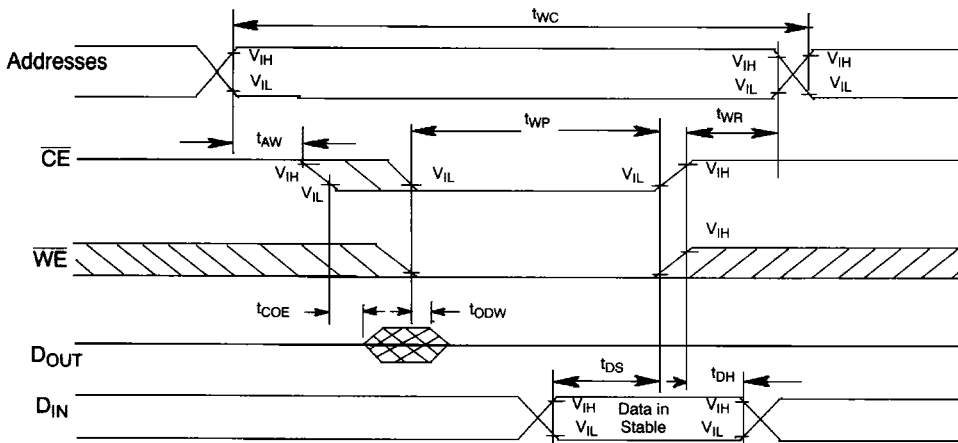 tWC
Addresses
VIH
VIL
VIH
VIL
VIH
VIL
tAW
tWP
tWR
CE
VIH
VIL
VIL
VIL
VIH
WE
VIH
tCOE
tODW
DOUT
tDS
tDH
DIN
VIH
VIL
Data in
Stable
VIH
VIL